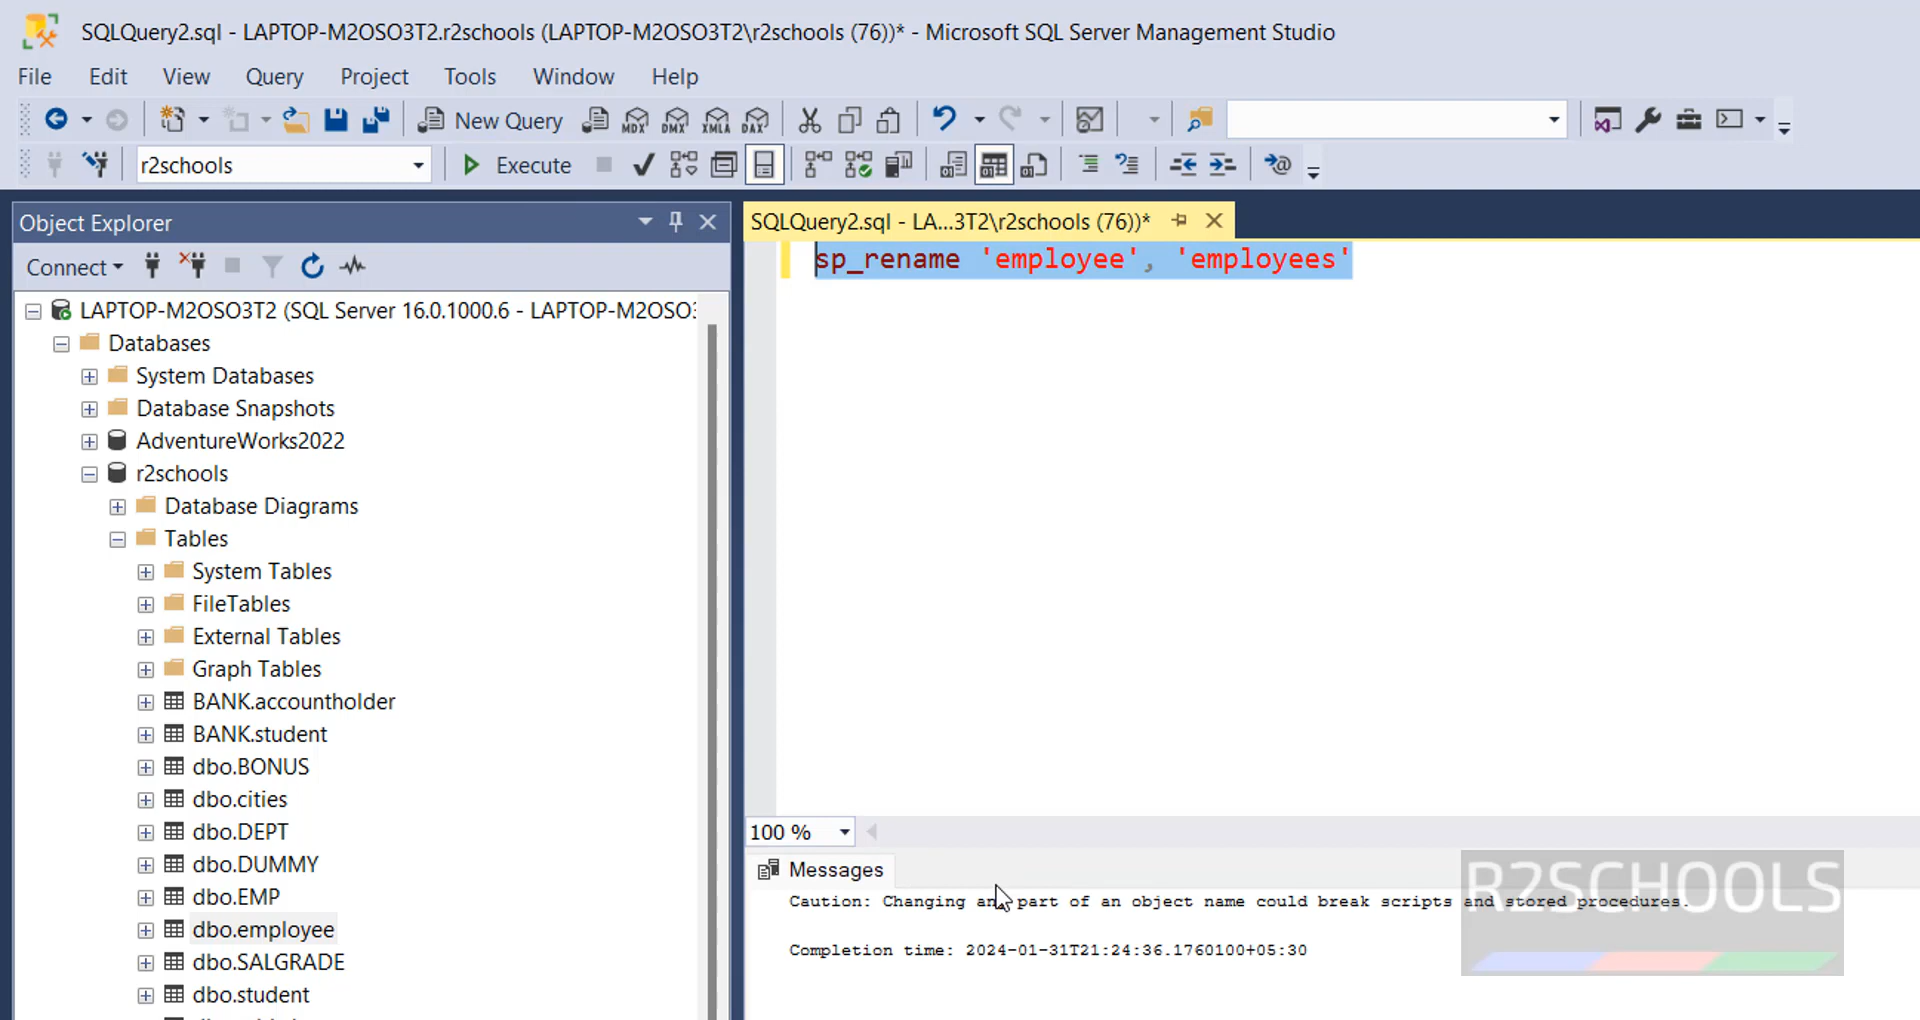 SQLQuery2.sql - LAPTOP-M2OSO3T2.r2schools (LAPTOP-M2OSO3T2\r2schools (76))* - Microsoft SQL Server Management Studio
File Edit View Query Project Tools Window Help
New Query MDX DMX XMLA DAX
r2schools Execute
Object Explorer
Connect
LAPTOP-M2OSO3T2 (SQL Server 16.0.1000.6 - LAPTOP-M2OSO3
Databases
System Databases
Database Snapshots
AdventureWorks2022
r2schools
Database Diagrams
Tables
System Tables
FileTables
External Tables
Graph Tables
BANK.accountholder
BANK.student
dbo.BONUS
dbo.cities
dbo.DEPT
dbo.DUMMY
dbo.EMP
dbo.employee
dbo.SALGRADE
dbo.student
SQLQuery2.sql - LA...3T2\r2schools (76))*
sp_rename 'employee', 'employees'
100 %
Messages
Caution: Changing any part of an object name could break scripts and stored procedures.
Completion time: 2024-01-31T21:24:36.1760100+05:30
R2SCHOOLS